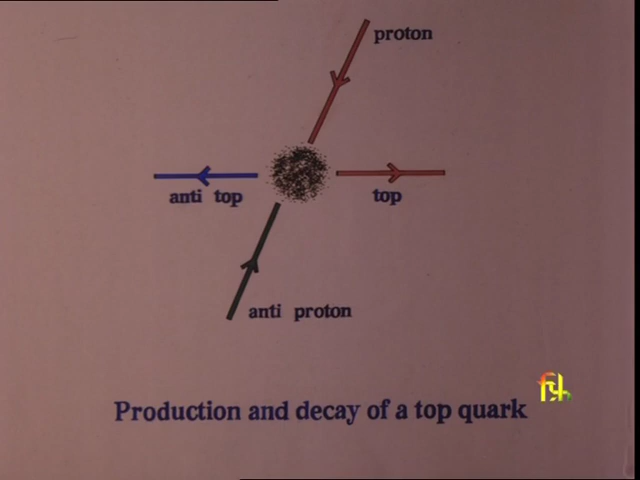 proton
anti top
top
anti proton
Production and decay of a top quark